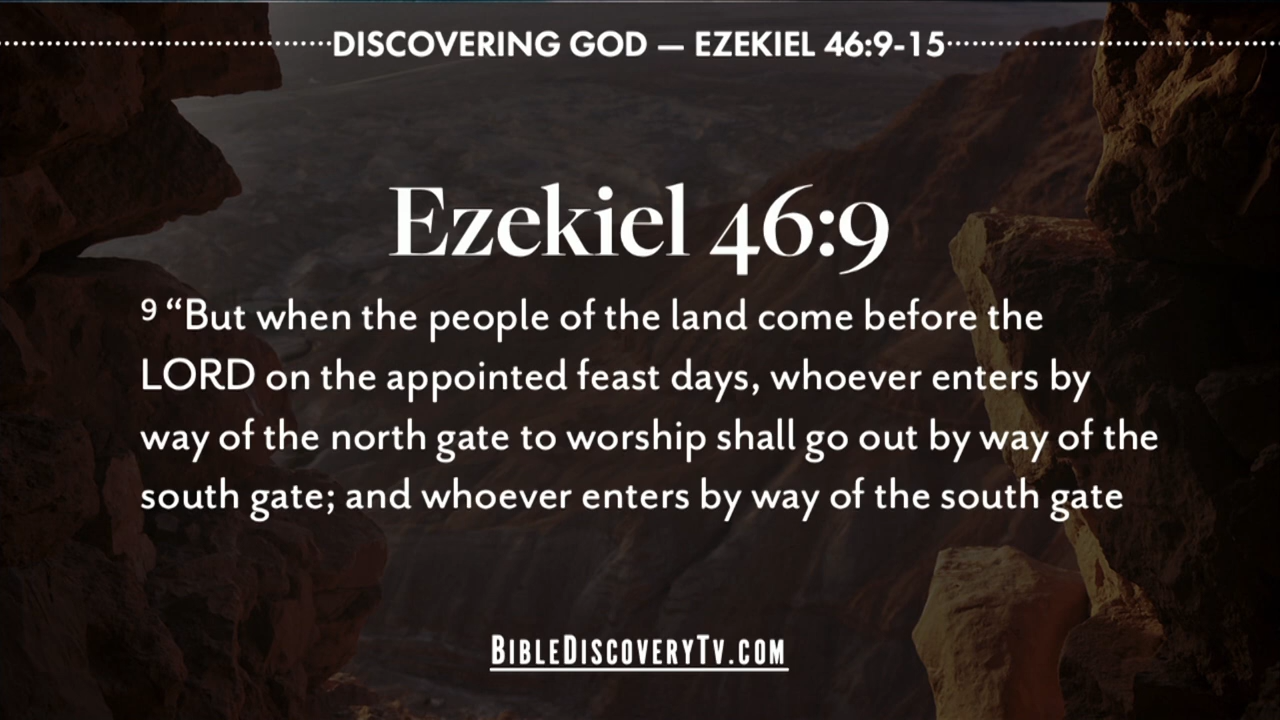 DISCOVERING GOD — EZEKIEL 46:9-15
Ezekiel 46:9
9 “But when the people of the land come before the
LORD on the appointed feast days, whoever enters by
way of the north gate to worship shall go out by way of the
south gate; and whoever enters by way of the south gate
BIBLEDISCOVERYTV.COM